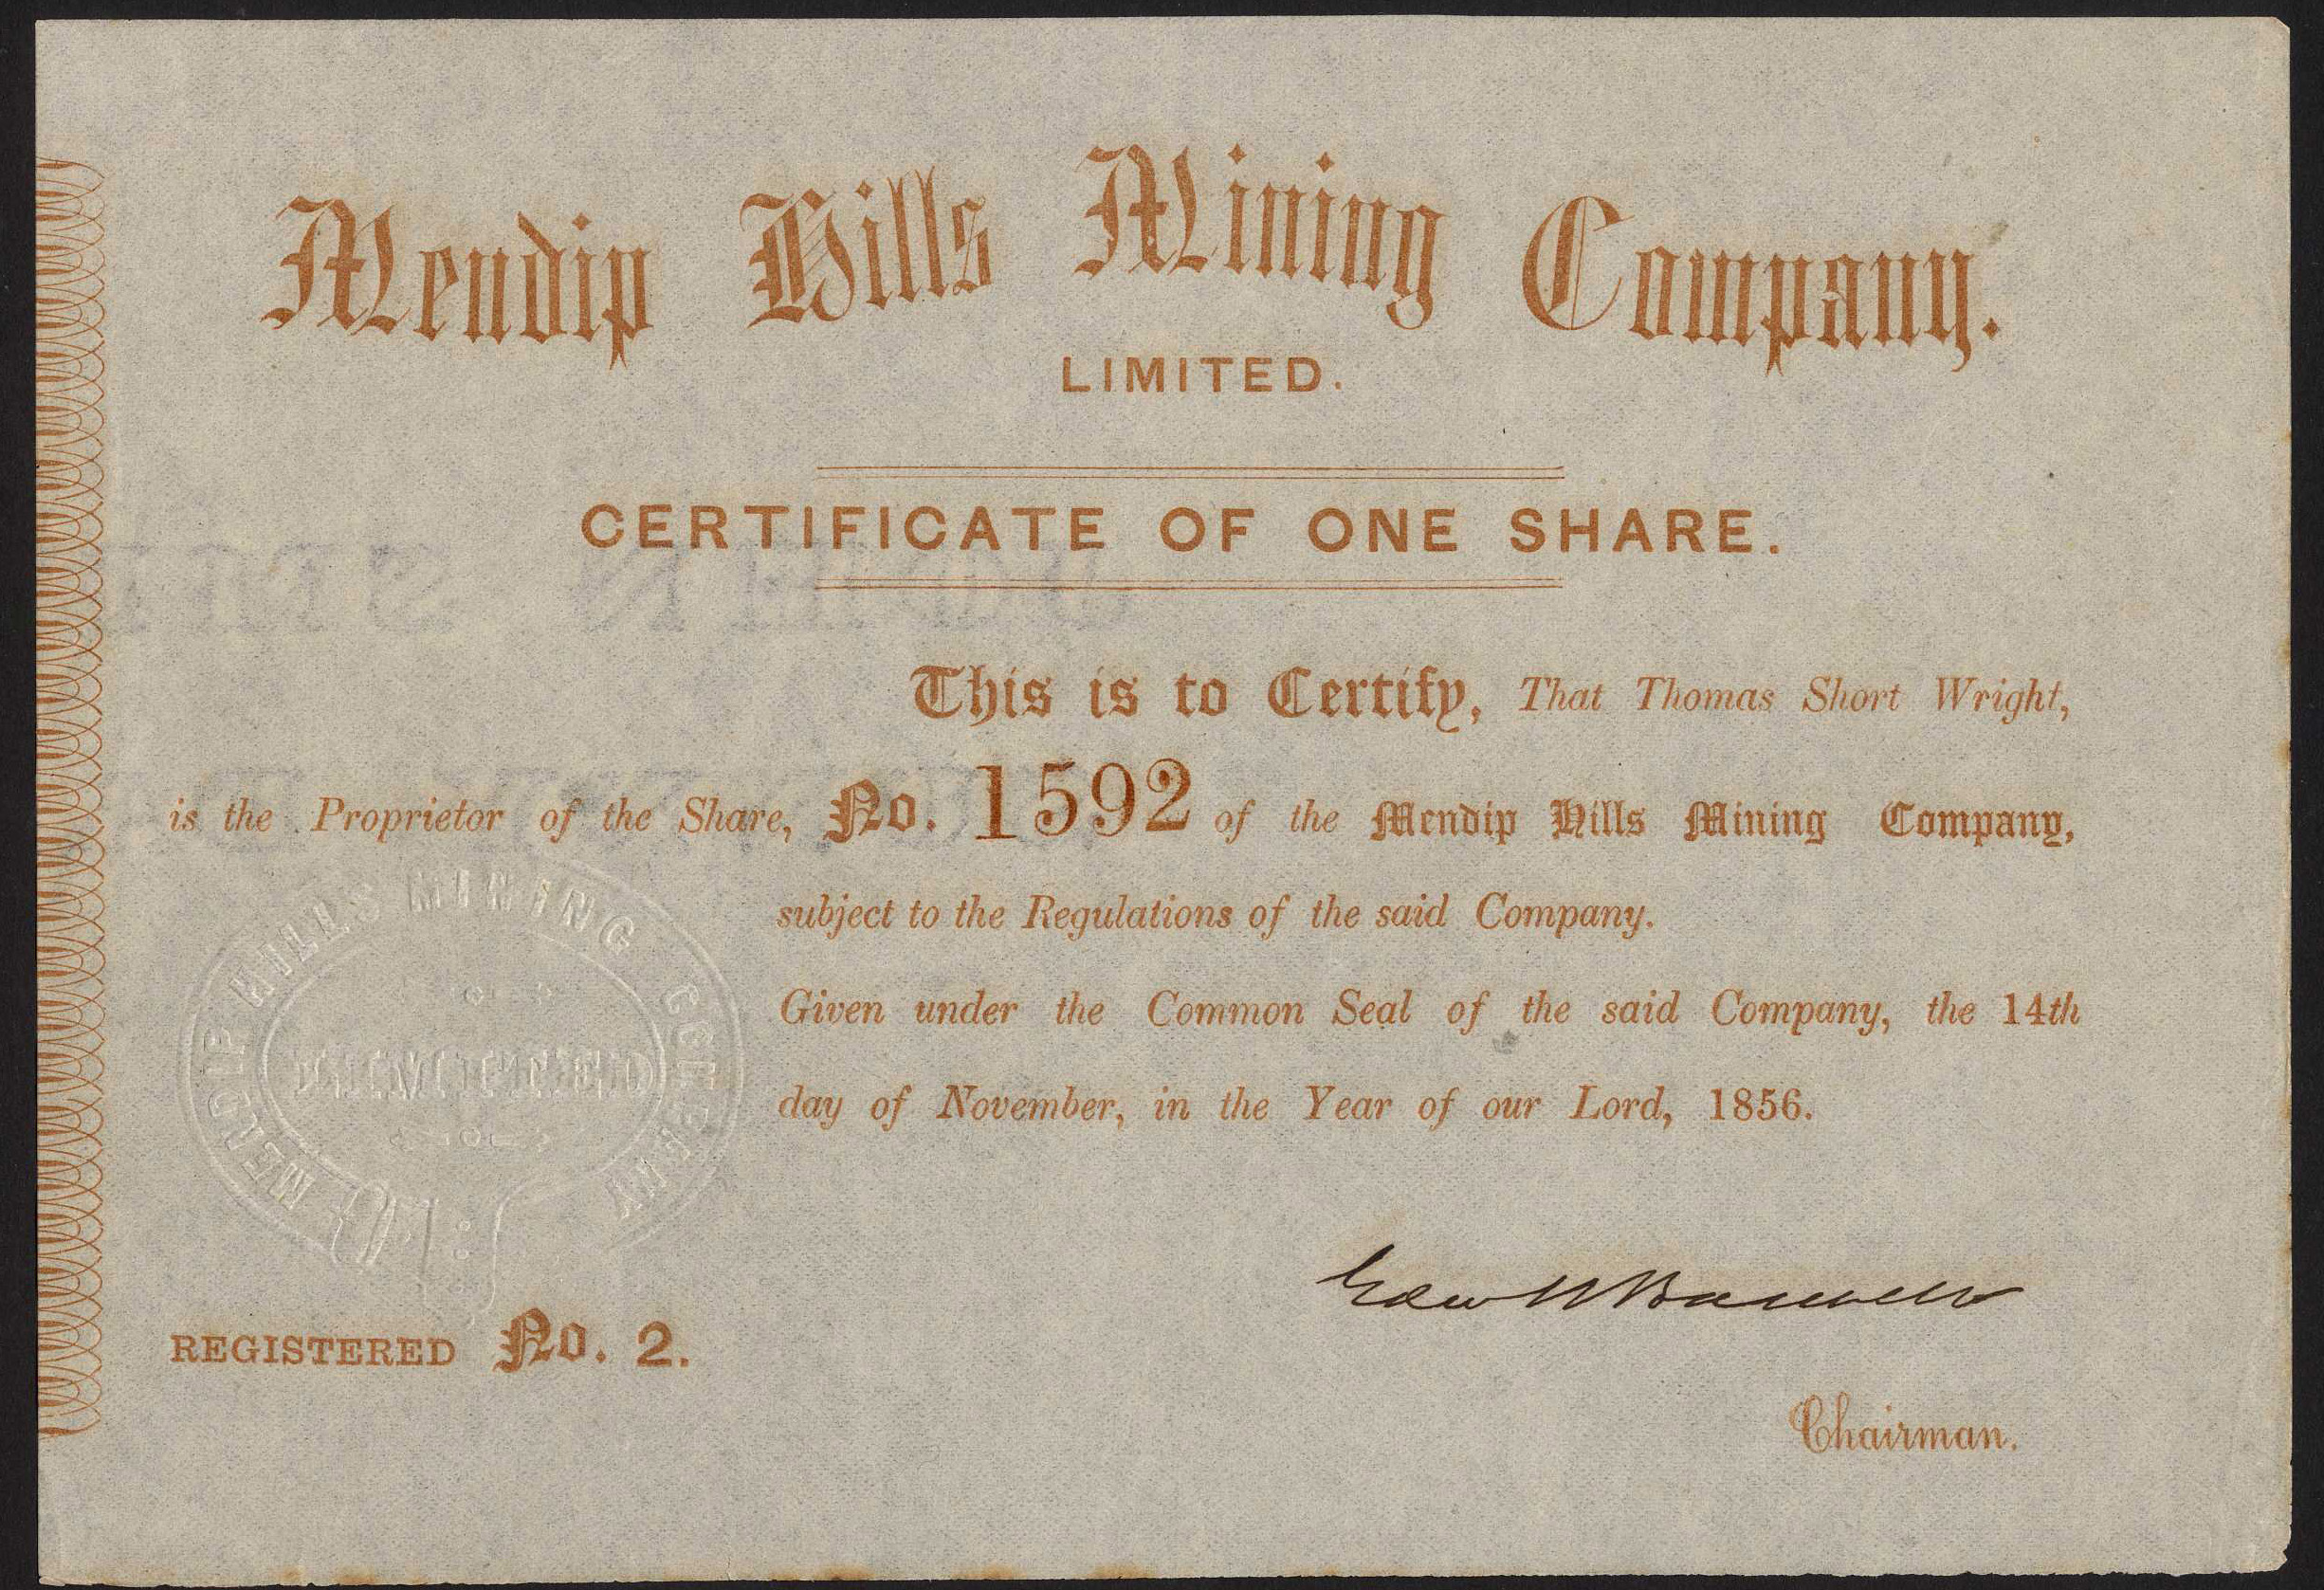 Mendip Hills Mining Company.
LIMITED.
CERTIFICATE OF ONE SHARE.
This is to Certify, That Thomas Short Wright,
is the Proprietor of the Share, No. 1592 of the Mendip Hills Mining Company,
subject to the Regulations of the said Company.
Given under the Common Seal of the said Company, the 14th
day of November, in the Year of our Lord, 1856.
MENDIP HILLS MINING COMPANY
LIMITED
REGISTERED No. 2.
Chairman.